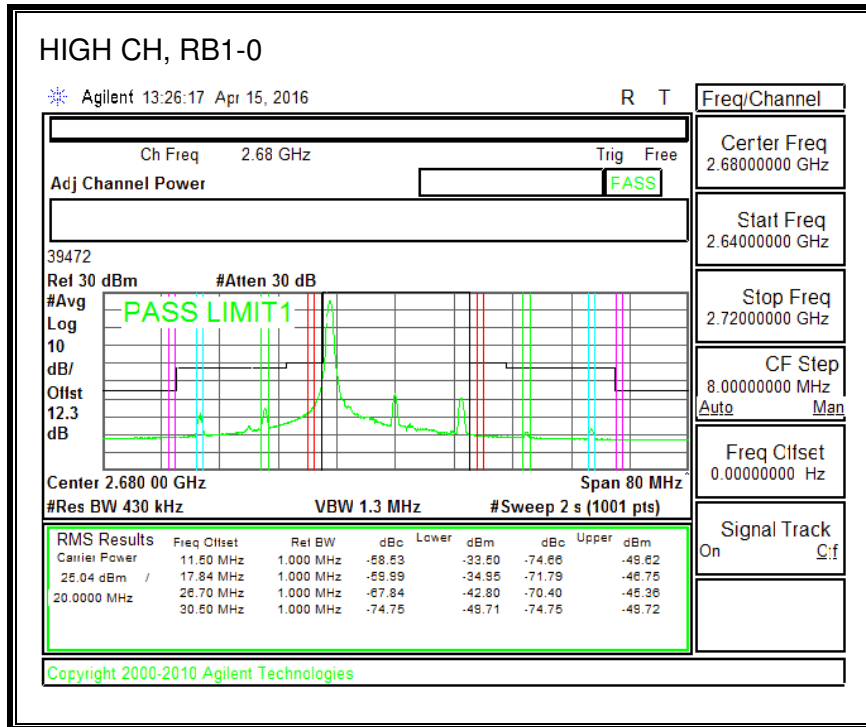 HIGH CH, RB1-0
Agilent 13:26:17 Apr 15, 2016 R T
Freq/Channel
Ch Freq 2.68 GHz Trig Free
Adj Channel Power PASS
Center Freq
2.68000000 GHz
Start Freq
2.64000000 GHz
Stop Freq
2.72000000 GHz
CF Step
8.00000000 MHz
Auto Man
Freq Offset
0.00000000 Hz
Signal Track
On Off
39472
Ref 30 dBm #Atten 30 dB
#Avg
Log
10
dB/
Offst
12.3
dB
PASS LIMIT1
Center 2.680 00 GHz Span 80 MHz
#Res BW 430 kHz VBW 1.3 MHz #Sweep 2 s (1001 pts)
RMS Results Freq Offset Ref BW dBc Lower dBm dBc Upper dBm
Carrier Power 11.50 MHz 1.000 MHz -58.53 -33.50 -74.66 -49.62
25.04 dBm / 17.84 MHz 1.000 MHz -59.99 -34.95 -71.79 -46.75
20.0000 MHz 26.70 MHz 1.000 MHz -67.84 -42.80 -70.40 -45.36
30.50 MHz 1.000 MHz -74.75 -49.71 -74.75 -49.72
Copyright 2000-2010 Agilent Technologies